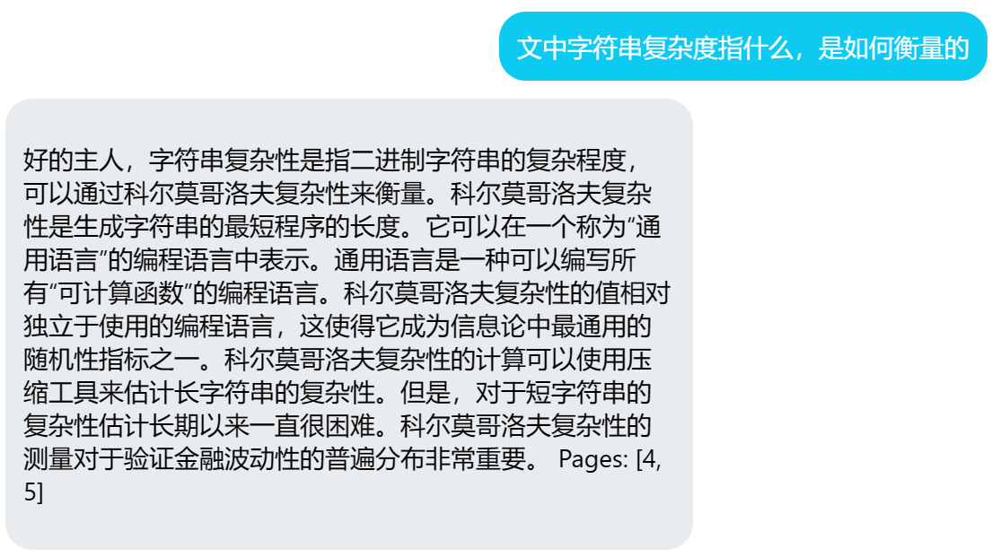 文中字符串复杂度指什么，是如何衡量的
好的主人，字符串复杂性是指二进制字符串的复杂程度，
可以通过科尔莫哥洛夫复杂性来衡量。科尔莫哥洛夫复杂
性是生成字符串的最短程序的长度。它可以在一个称为“通
用语言”的编程语言中表示。通用语言是一种可以编写所
有“可计算函数”的编程语言。科尔莫哥洛夫复杂性的值相对
独立于使用的编程语言，这使得它成为信息论中最通用的
随机性指标之一。科尔莫哥洛夫复杂性的计算可以使用压
缩工具来估计长字符串的复杂性。但是，对于短字符串的
复杂性估计长期以来一直很困难。科尔莫哥洛夫复杂性的
测量对于验证金融波动性的普遍分布非常重要。 Pages: [4,
5]